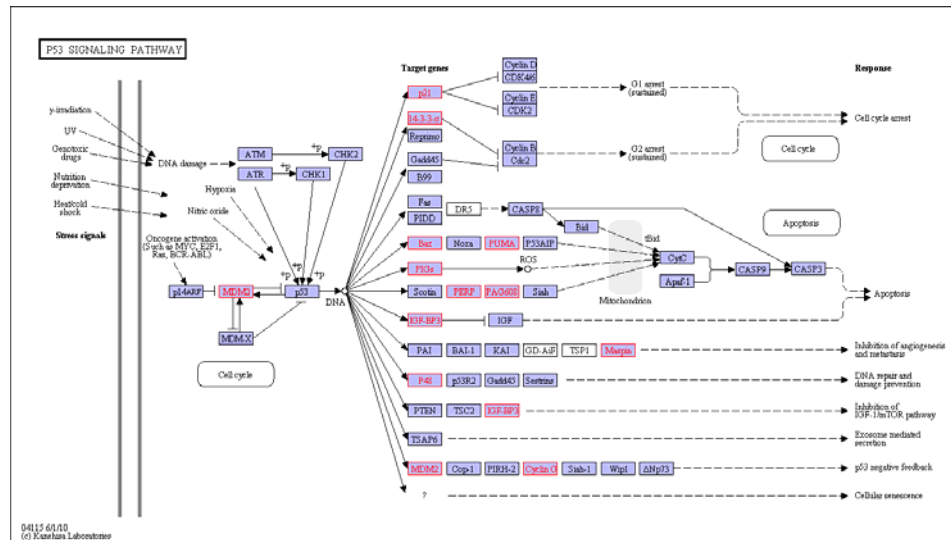 P53 SIGNALING PATHWAY
Target genes
Response
γ-irradiation
UV
Genotoxic
drugs
Nutrition
deprivation
Heat/cold
shock
Stress signals
DNA damage
ATM
+p
CHK2
ATR
+p
CHK1
Hypoxia
Nitric oxide
Oncogene activation
(Such as MYC, E2F1,
Ras, BCR-ABL)
+p
+p
+p
p14ARF
MDM2
p53
DNA
MDM-X
Cell cycle
p21
Cyclin D
CDK4/6
Cyclin E
CDK2
G1 arrest
(sustained)
14-3-3-σ
Reprimo
Gadd45
B99
Cyclin B
Cdc2
G2 arrest
(sustained)
Cell cycle arrest
Cell cycle
Fas
PIDD
DR5
CASP8
Bid
tBid
Apoptosis
Bax
Noxa
PUMA
P53AIP
CytC
PIGs
ROS
Apaf-1
CASP9
CASP3
Scotin
PERP
PAG608
Siah
Mitochondrion
Apoptosis
IGF-BP3
IGF
PAI
BAI-1
KAI
GD-AiF
TSP1
Maspin
Inhibition of angiogenesis
and metastasis
P48
p53R2
Gadd45
Sestrins
DNA repair and
damage prevention
PTEN
TSC2
IGF-BP3
Inhibition of
IGF-1/mTOR pathway
TSAP6
Exosome mediated
secretion
MDM2
Cop-1
PIRH-2
Cyclin G
Siah-1
Wip1
ΔNp73
p53 negative feedback
?
Cellular senescence
04115 6/1/10
(c) Kanehisa Laboratories